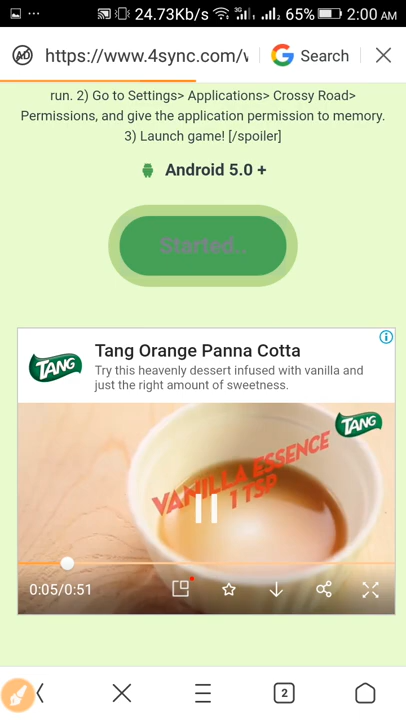 24.73Kb/s 3G 65% 2:00 AM
AD https://www.4sync.com/v G Search
run. 2) Go to Settings> Applications> Crossy Road>
Permissions, and give the application permission to memory.
3) Launch game! [/spoiler]
Android 5.0 +
Started..
TANG
Tang Orange Panna Cotta
Try this heavenly dessert infused with vanilla and
just the right amount of sweetness.
TANG
VANILLA ESSENCE
1 TSP
0:05/0:51
2